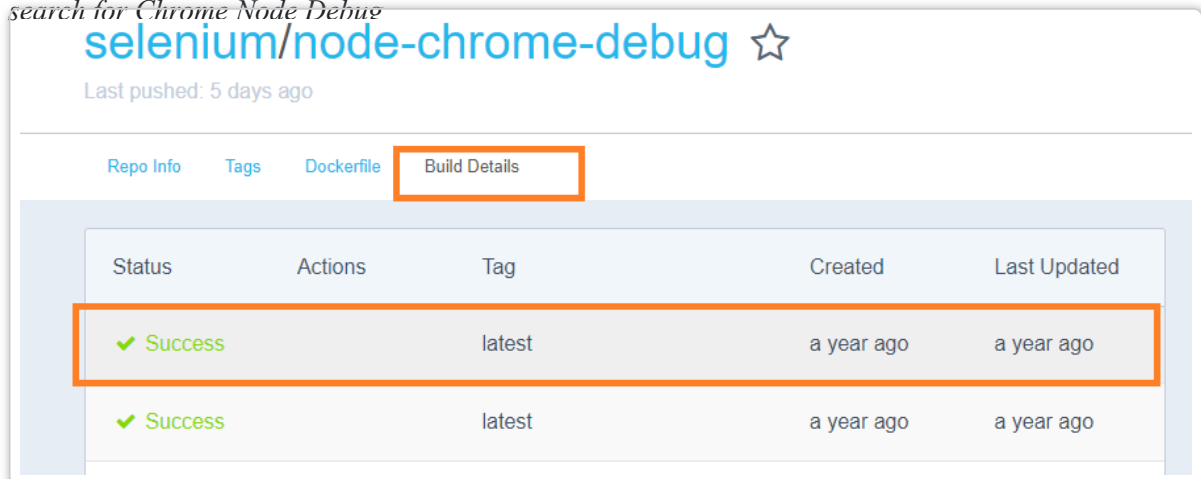 search for Chrome Node Debug
selenium/node-chrome-debug
Last pushed: 5 days ago
Repo Info Tags Dockerfile Build Details
Status Actions Tag Created Last Updated
Success latest a year ago a year ago
Success latest a year ago a year ago